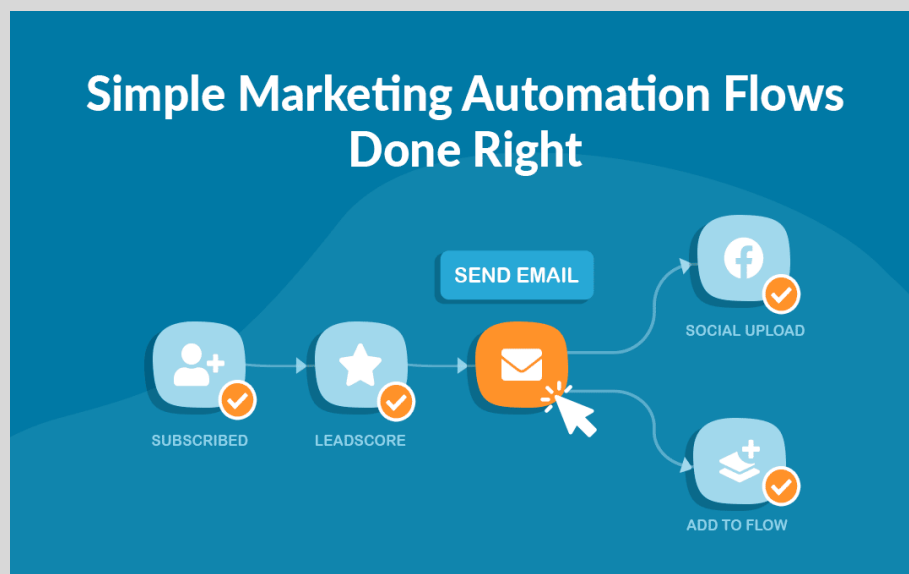 Simple Marketing Automation Flows
Done Right
SEND EMAIL
SOCIAL UPLOAD
SUBSCRIBED
LEADSCORE
ADD TO FLOW